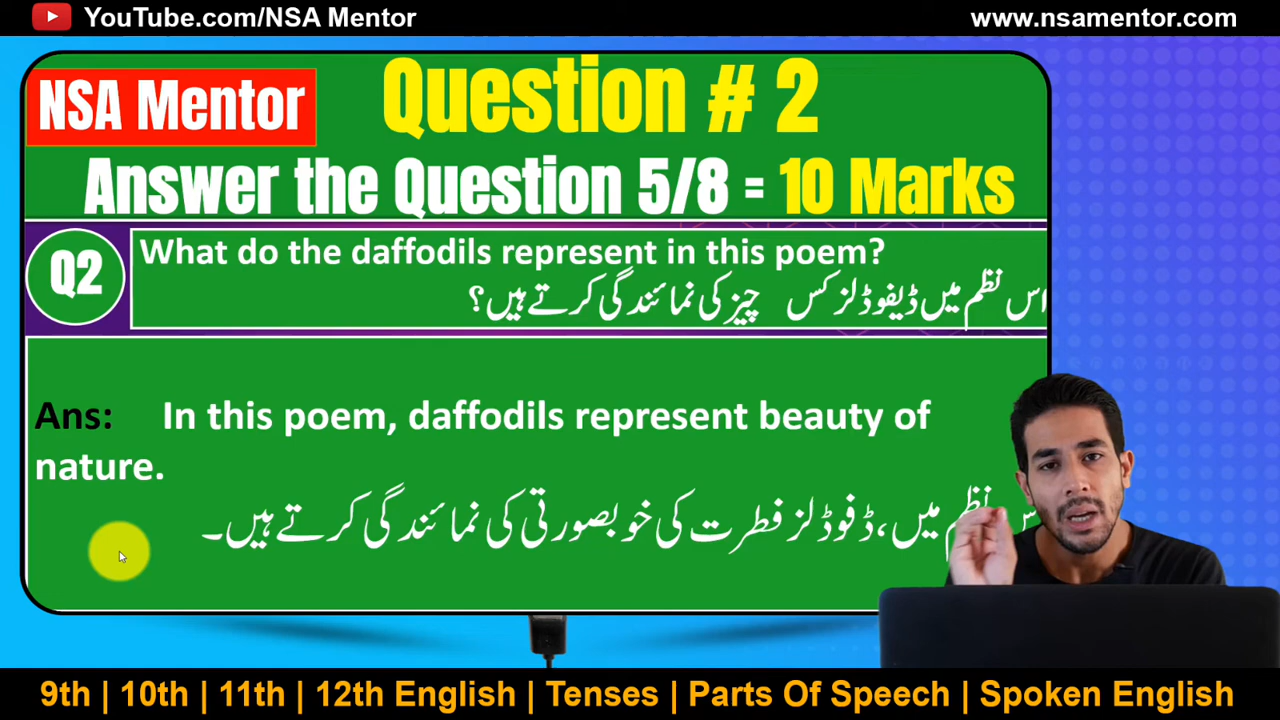 YouTube.com/NSA Mentor
www.nsamentor.com
NSA Mentor
Question # 2
Answer the Question 5/8 = 10 Marks
Q2
What do the daffodils represent in this poem?
اس نظم میں ڈیفوڈلز کس چیز کی نمائندگی کرتے ہیں؟
Ans: In this poem, daffodils represent beauty of
nature.
نظم میں، ڈفوڈلز فطرت کی خوبصورتی کی نمائندگی کرتے ہیں۔
9th | 10th | 11th | 12th English | Tenses | Parts Of Speech | Spoken English